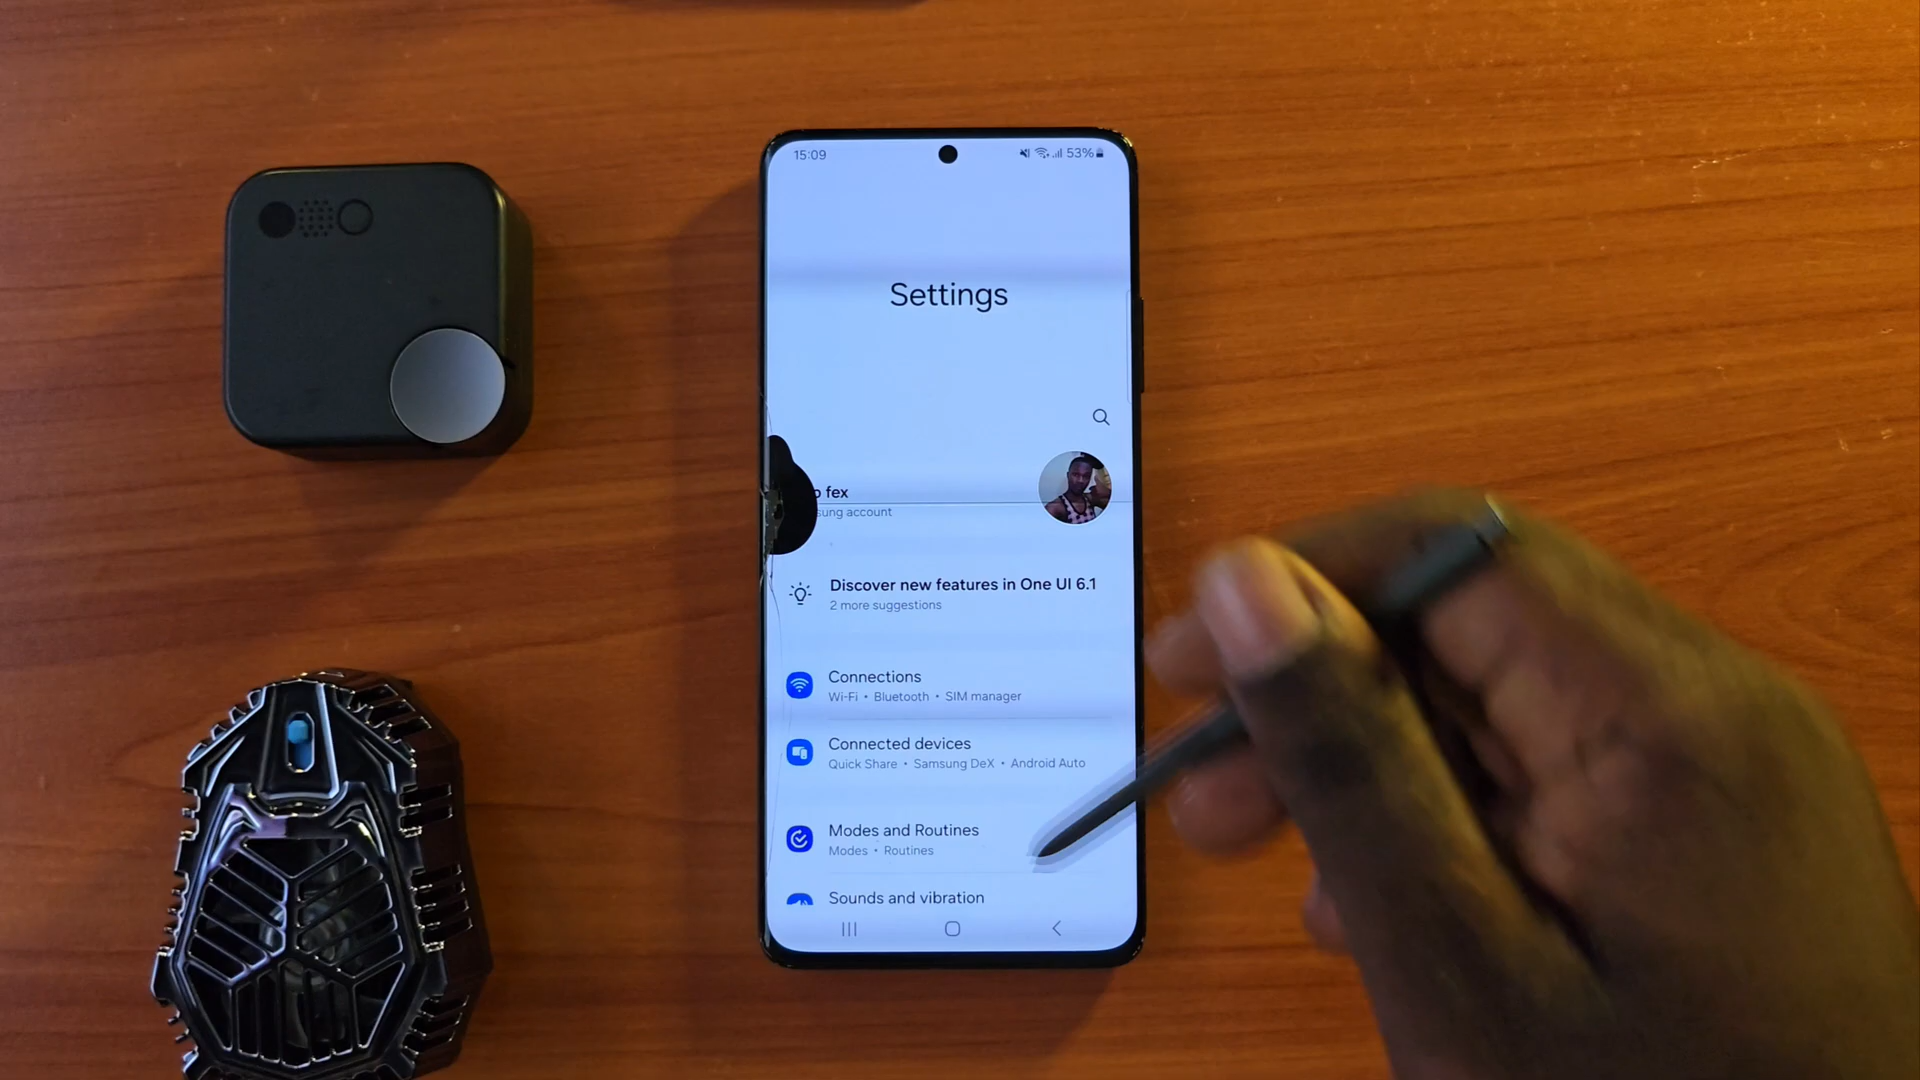 15:09
53%
Settings
fex
account
Discover new features in One UI 6.1
2 more suggestions
Connections
Wi-Fi • Bluetooth • SIM manager
Connected devices
Quick Share • Samsung DeX • Android Auto
Modes and Routines
Modes • Routines
Sounds and vibration